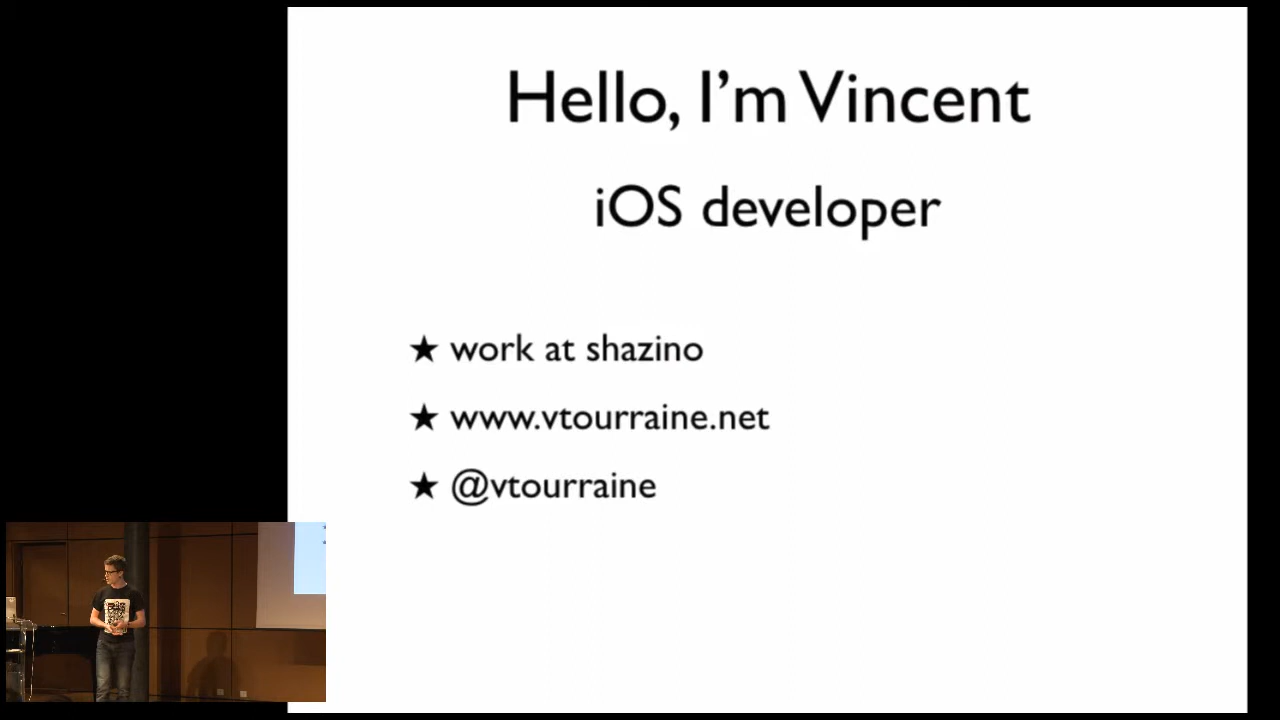 Hello, I'm Vincent
iOS developer
★ work at shazino
★ www.vtourraine.net
★ @vtourraine